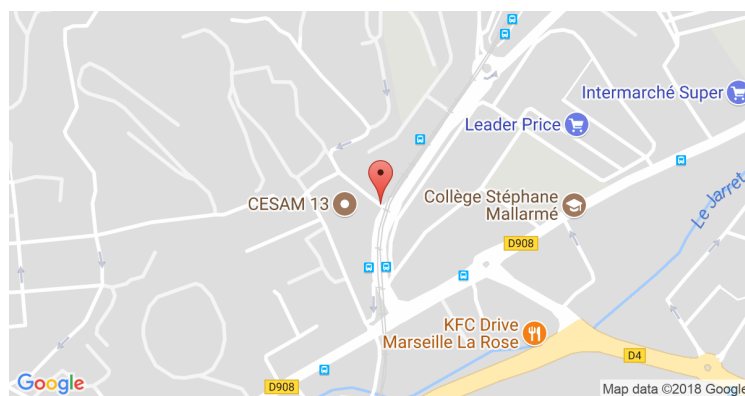 Intermarché Super
Leader Price
CESAM 13
Collège Stéphane
Mallarmé
Le Jarret
D908
KFC Drive
Marseille La Rose
D4
D908
Google
Map data ©2018 Google